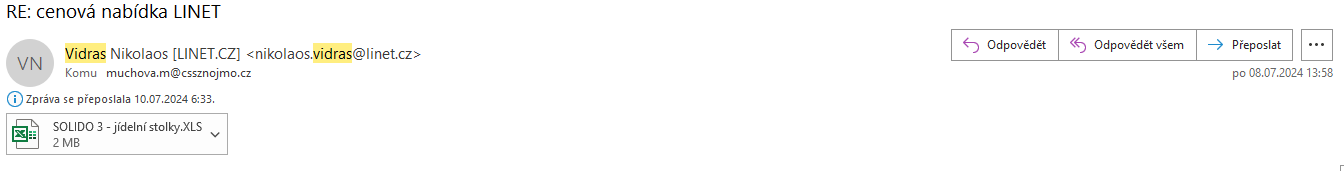 RE: cenová nabídka LINET
VN
Vidras Nikolaos [LINET.CZ] <nikolaos.vidras@linet.cz>
Komu muchova.m@cssznojmo.cz
Odpovědět
Odpovědět všem
Přeposlat
po 08.07.2024 13:58
Zpráva se přeposlala 10.07.2024 6:33.
SOLIDO 3 - jídelní stolky.XLS
2 MB